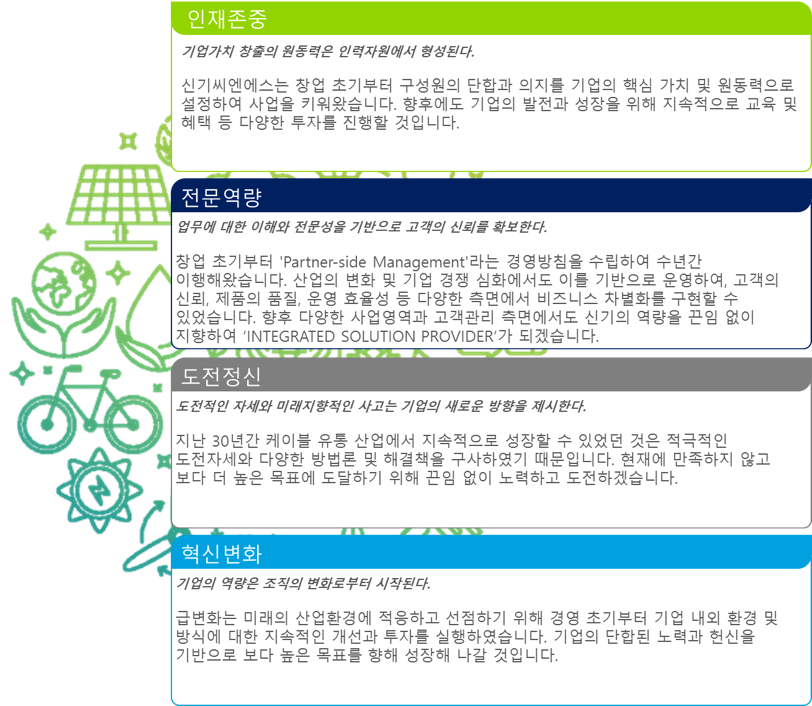 인재존중
기업가치 창출의 원동력은 인력자원에서 형성된다.
신기씨엔에스는 창업 초기부터 구성원의 단합과 의지를 기업의 핵심 가치 및 원동력으로
설정하여 사업을 키워왔습니다. 향후에도 기업의 발전과 성장을 위해 지속적으로 교육 및
혜택 등 다양한 투자를 진행할 것입니다.
전문역량
업무에 대한 이해와 전문성을 기반으로 고객의 신뢰를 확보한다.
창업 초기부터 'Partner-side Management'라는 경영방침을 수립하여 수년간
이행해왔습니다. 산업의 변화 및 기업 경쟁 심화에서도 이를 기반으로 운영하여, 고객의
신뢰, 제품의 품질, 운영 효율성 등 다양한 측면에서 비즈니스 차별화를 구현할 수
있었습니다. 향후 다양한 사업영역과 고객관리 측면에서도 신기의 역량을 끈임 없이
지향하여 ‘INTEGRATED SOLUTION PROVIDER’가 되겠습니다.
도전정신
도전적인 자세와 미래지향적인 사고는 기업의 새로운 방향을 제시한다.
지난 30년간 케이블 유통 산업에서 지속적으로 성장할 수 있었던 것은 적극적인
도전자세와 다양한 방법론 및 해결책을 구사하였기 때문입니다. 현재에 만족하지 않고
보다 더 높은 목표에 도달하기 위해 끈임 없이 노력하고 도전하겠습니다.
혁신변화
기업의 역량은 조직의 변화로부터 시작된다.
급변화는 미래의 산업환경에 적응하고 선점하기 위해 경영 초기부터 기업 내외 환경 및
방식에 대한 지속적인 개선과 투자를 실행하였습니다. 기업의 단합된 노력과 헌신을
기반으로 보다 높은 목표를 향해 성장해 나갈 것입니다.